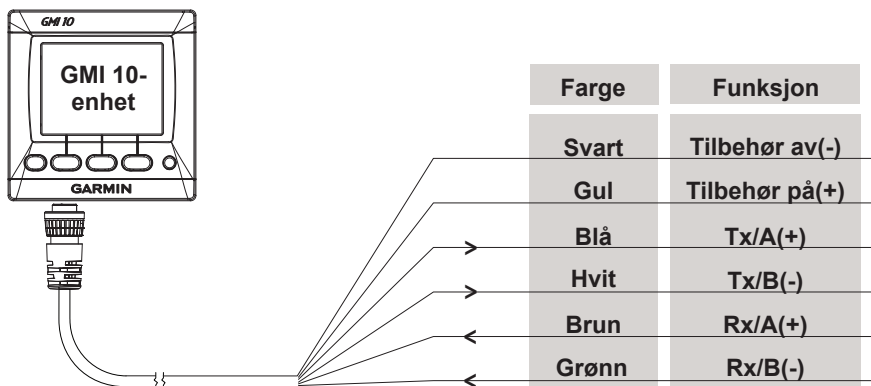 GMI 10
GMI 10-
enhet
GARMIN
Farge Funksjon
Svart Tilbehør av(-)
Gul Tilbehør på(+)
Blå Tx/A(+)
Hvit Tx/B(-)
Brun Rx/A(+)
Grønn Rx/B(-)